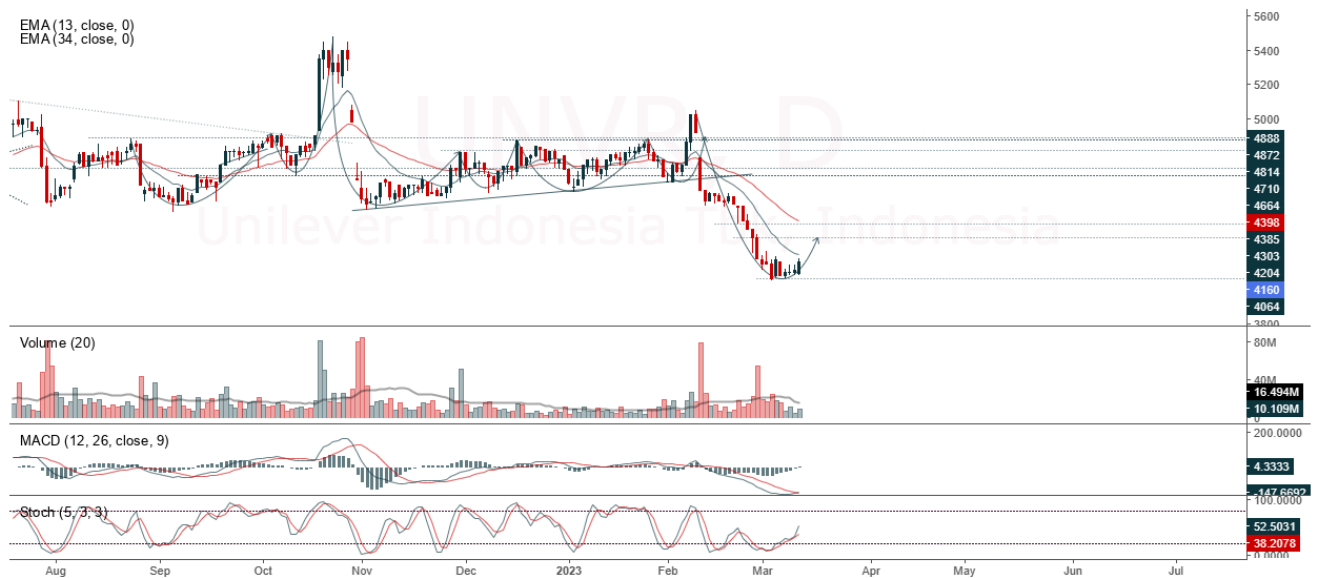 EMA (13, close, 0)
EMA (34, close, 0)
UNVR, D
Unilever Indonesia Tbk, Indonesia
5600
5400
5200
5000
4888
4872
4814
4710
4664
4398
4385
4303
4204
4160
4064
3800
Volume (20)
80M
40M
16.494M
10.109M
0
MACD (12, 26, close, 9)
200.0000
4.3333
-147.6692
100.0000
Stoch (5, 3, 3)
52.5031
38.2078
0.0000
Aug Sep Oct Nov Dec 2023 Feb Mar Apr May Jun Jul